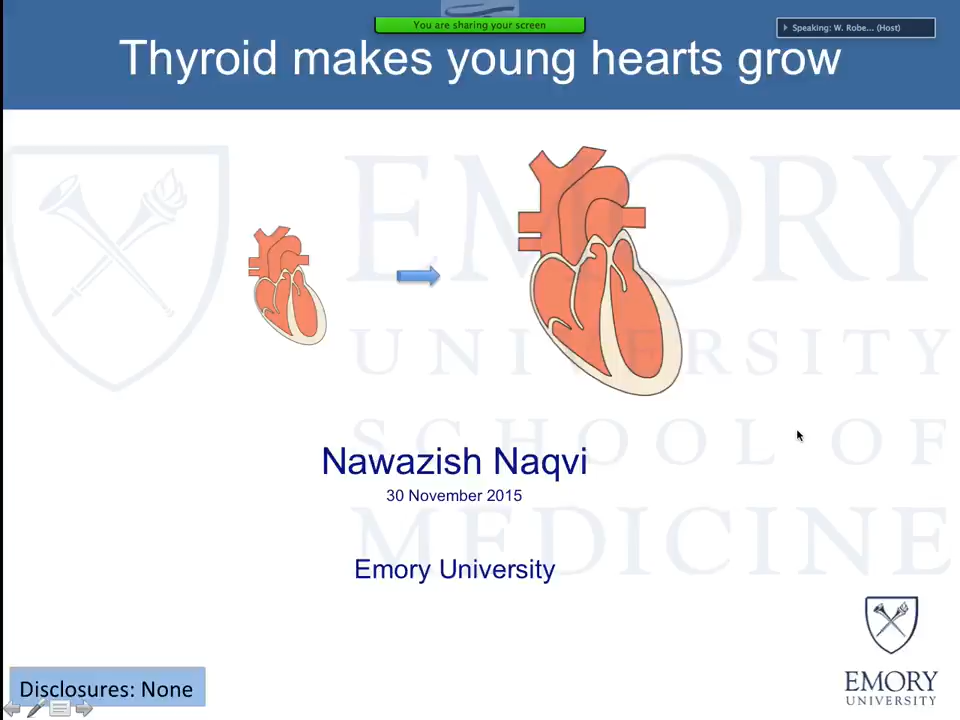 You are sharing your screen
Speaking: W. Robe... (Host)
Thyroid makes young hearts grow
EMORY
UNIVERSITY
SCHOOL OF
MEDICINE
Nawazish Naqvi
30 November 2015
Emory University
Disclosures: None
EMORY
UNIVERSITY